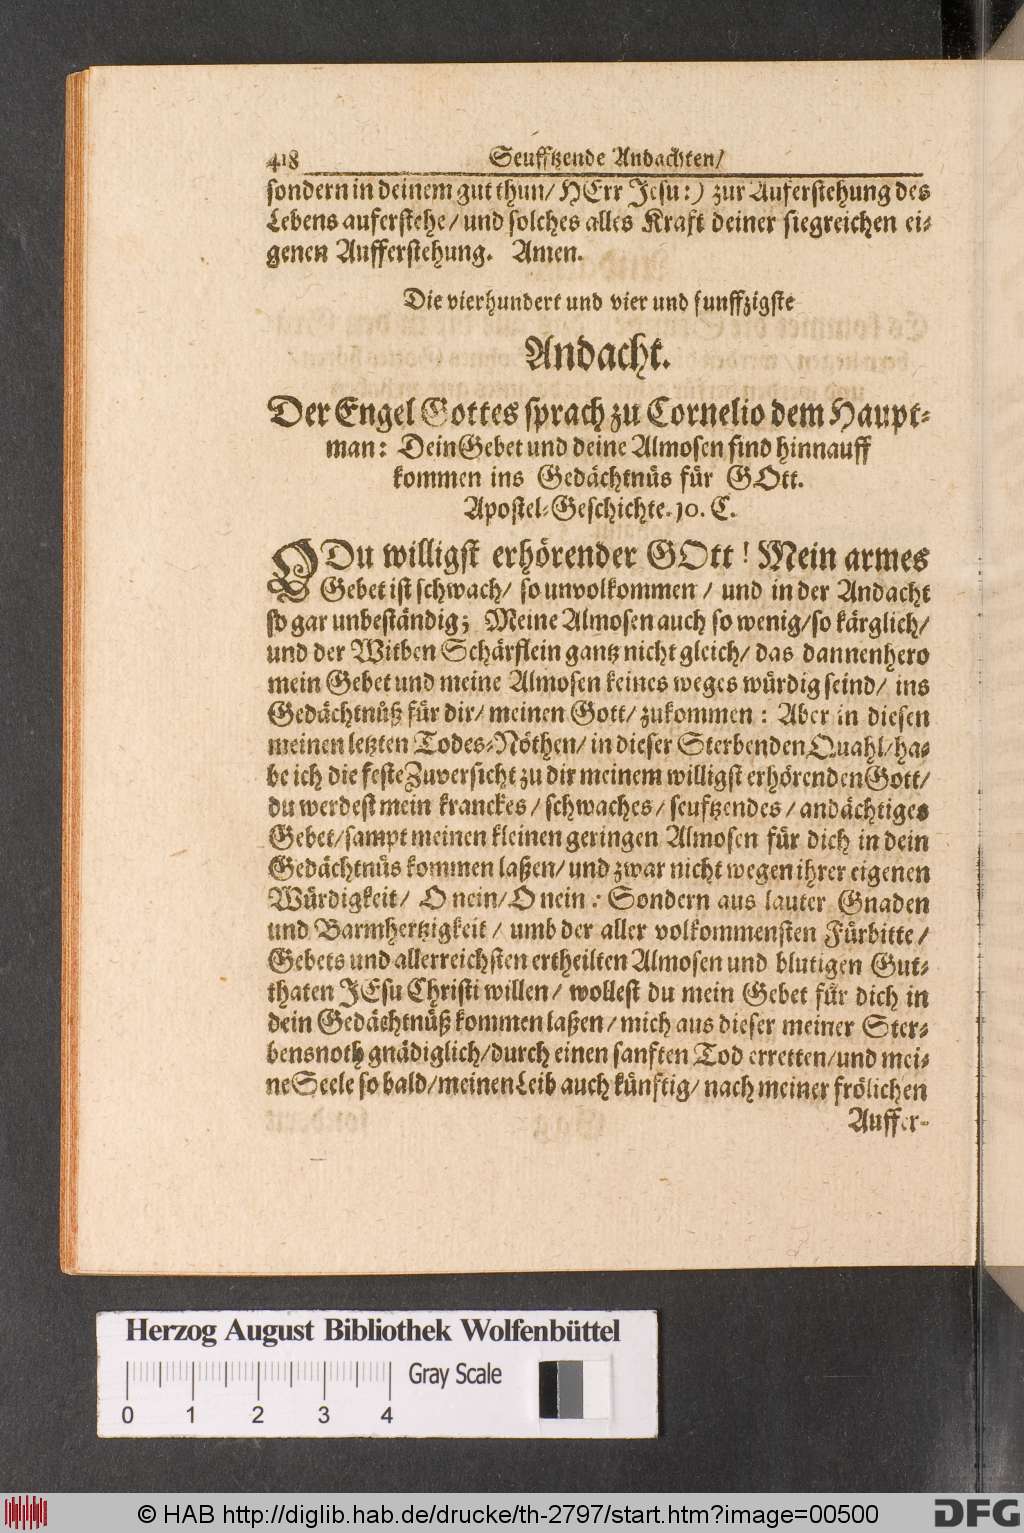 418 Seufftzende Andachten/
sondern in deinem gut thun/ HErr Jesu:) zur Auferstehung des
Lebens auferstehe/ und solches alles Kraft deiner siegreichen ei-
genen Aufferstehung. Amen.
Die vierhundert und vier und funffzigste
Andacht.
Der Engel Gottes sprach zu Cornelio dem Haupt-
man: Dein Gebet und deine Almosen sind hinnauff
kommen ins Gedächtnüs für GOtt.
Apostel-Geschichte. 10. C.
O Du willigst erhörender GOtt! Mein armes
Gebet ist schwach/ so unvolkommen/ und in der Andacht
so gar unbeständig; Meine Almosen auch so wenig/ so kärglich/
und der Witben Schärflein gantz nicht gleich/ das dannenhero
mein Gebet und meine Almosen keines weges würdig seind/ ins
Gedächtnüß für dir/ meinen Gott/ zukommen: Aber in diesen
meinen letzten Todes-Nöthen/ in dieser Sterbenden Quahl/ ha-
be ich die feste Zuversicht zu dir meinem willigst erhörenden Gott/
du werdest mein kranckes/ schwaches/ seuftzendes/ andächtiges
Gebet/ sampt meinen kleinen geringen Almosen für dich in dein
Gedächtnüs kommen laßen/ und zwar nicht wegen ihrer eigenen
Würdigkeit/ O nein/ O nein: Sondern aus lauter Gnaden
und Barmhertzigkeit/ umb der aller volkommensten Fürbitte/
Gebets und allerreichsten ertheilten Almosen und blutigen Gut-
thaten JEsu Christi willen/ wollest du mein Gebet für dich in
dein Gedächtnüß kommen laßen/ mich aus dieser meiner Ster-
bensnoth gnädiglich/ durch einen sanften Tod erretten/ und mei-
ne Seele so bald/ meinen Leib auch künftig/ nach meiner frölichen
Auffer-
Herzog August Bibliothek Wolfenbüttel
Gray Scale
0 1 2 3 4
© HAB http://diglib.hab.de/drucke/th-2797/start.htm?image=00500
DFG